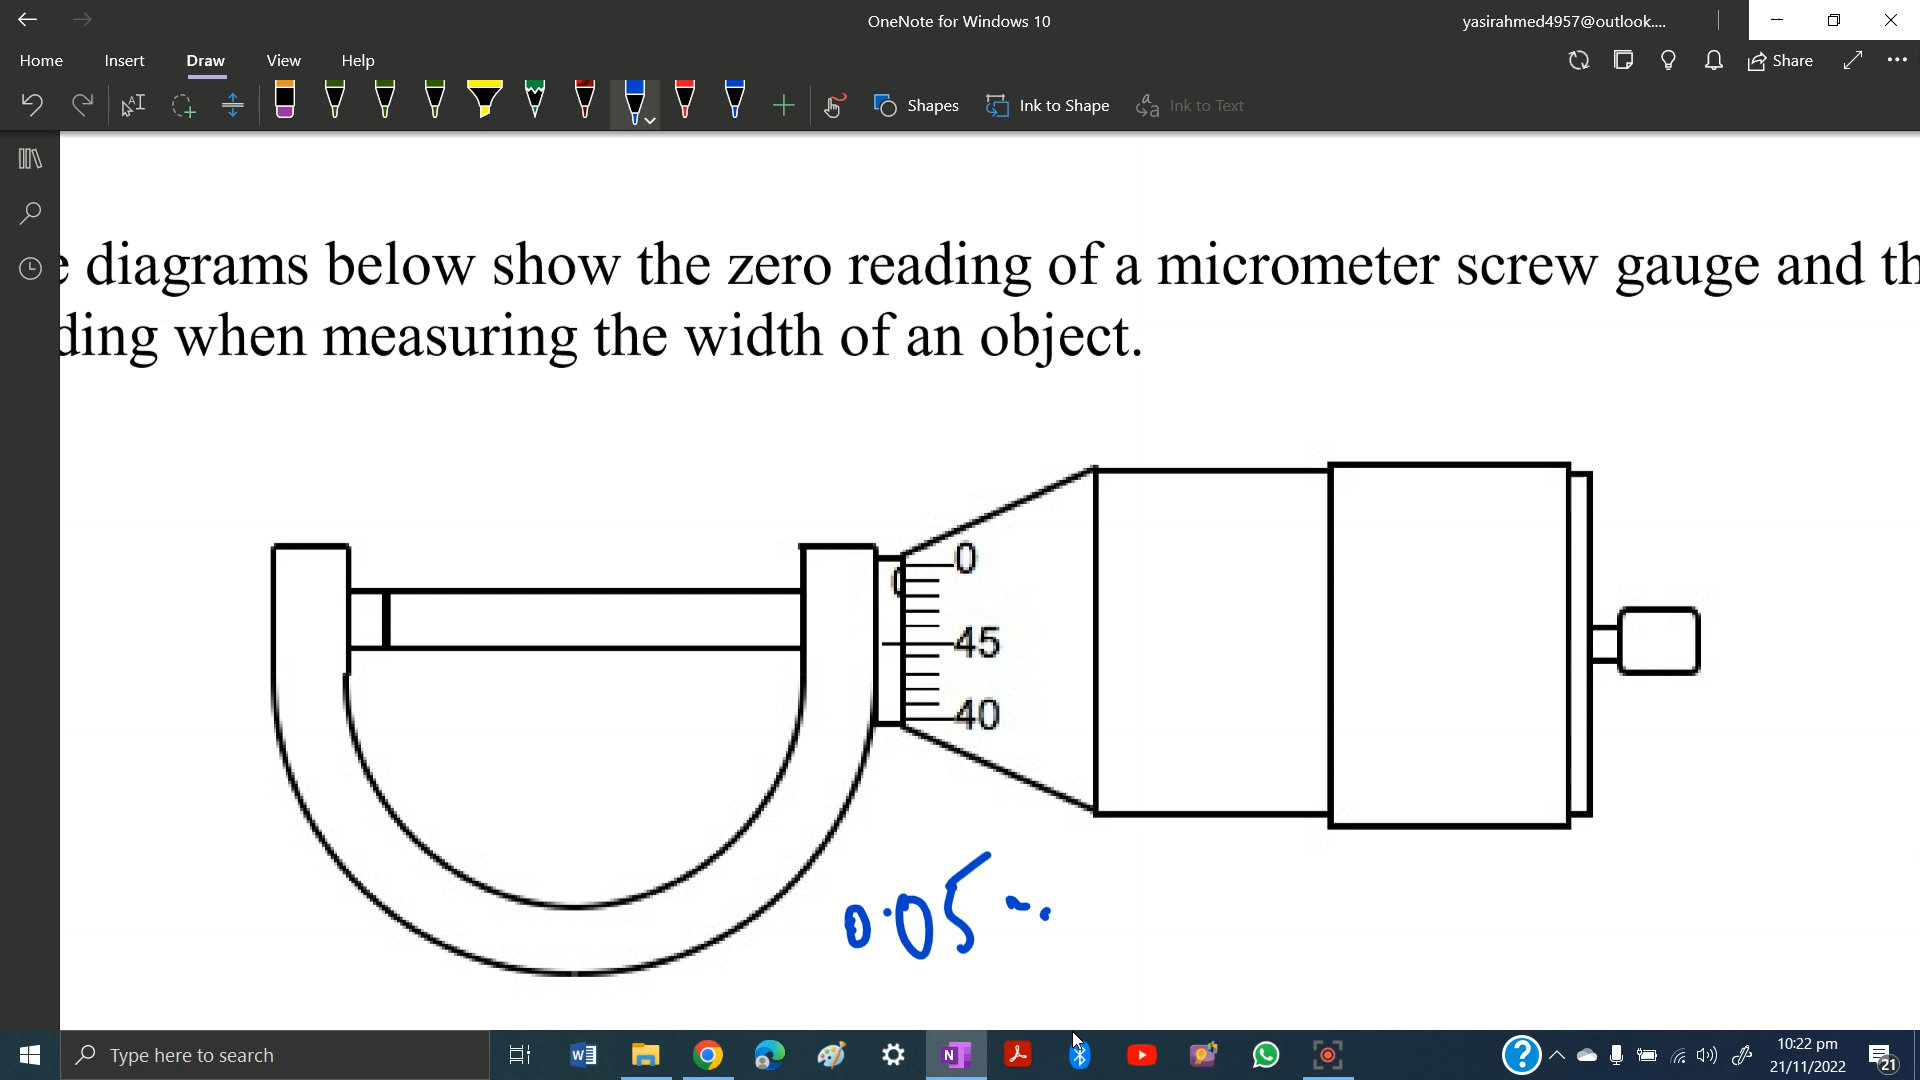 OneNote for Windows 10
yasirahmed4957@outlook....
Home Insert Draw View Help
Share
Shapes Ink to Shape Ink to Text
e diagrams below show the zero reading of a micrometer screw gauge and th
ding when measuring the width of an object.
0
0
45
40
0.05
Type here to search
10:22 pm
21/11/2022
21